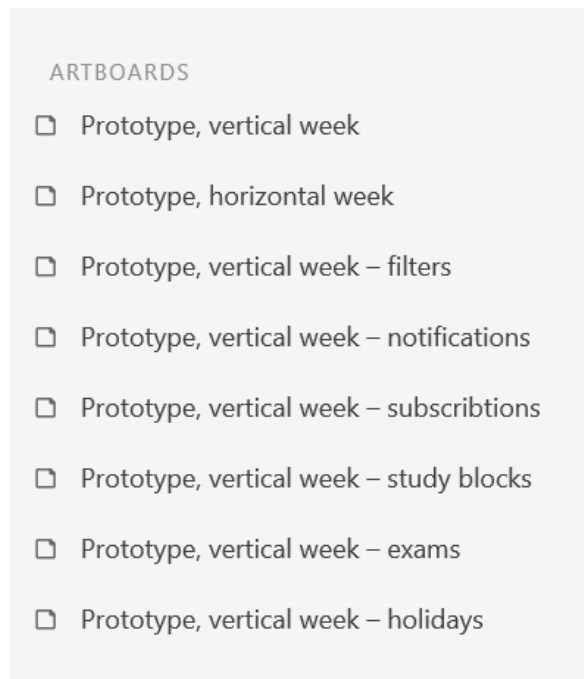 ARTBOARDS
Prototype, vertical week
Prototype, horizontal week
Prototype, vertical week – filters
Prototype, vertical week – notifications
Prototype, vertical week – subscribtions
Prototype, vertical week – study blocks
Prototype, vertical week – exams
Prototype, vertical week – holidays